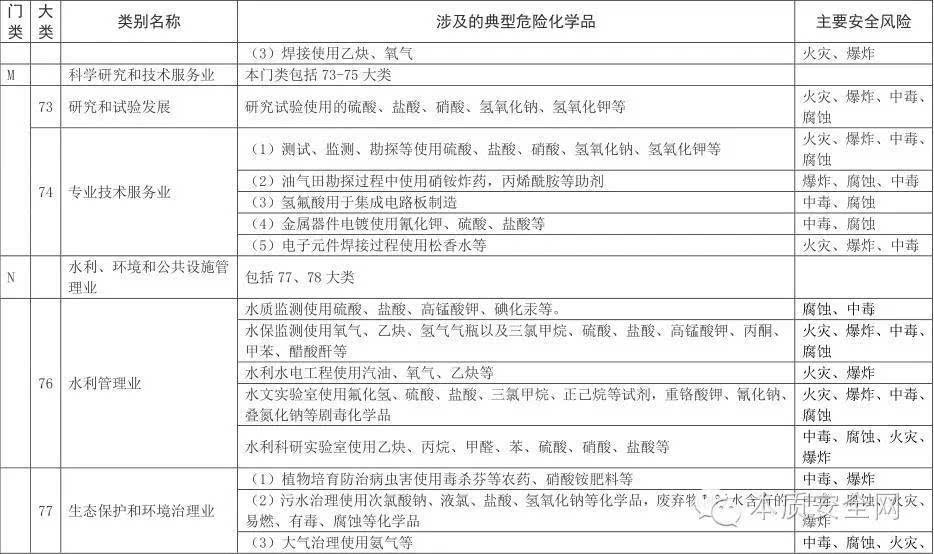 门类 大类 类别名称 涉及的典型危险化学品 主要安全风险
（3）焊接使用乙炔、氧气 火灾、爆炸
M 科学研究和技术服务业 本门类包括 73-75 大类
73 研究和试验发展 研究试验使用的硫酸、盐酸、硝酸、氢氧化钠、氢氧化钾等 火灾、爆炸、中毒、
腐蚀
74 专业技术服务业
（1）测试、监测、勘探等使用硫酸、盐酸、硝酸、氢氧化钠、氢氧化钾等 火灾、爆炸、中毒、
腐蚀
（2）油气田勘探过程中使用硝铵炸药，丙烯酰胺等助剂 爆炸、腐蚀、中毒
（3）氢氟酸用于集成电路板制造 中毒、腐蚀
（4）金属器件电镀使用氰化钾、硫酸、盐酸等 中毒、腐蚀
（5）电子元件焊接过程使用松香水等 火灾、爆炸、中毒
N 水利、环境和公共设施管
理业 包括 77、78 大类
76 水利管理业
水质监测使用硫酸、盐酸、高锰酸钾、碘化汞等。 腐蚀、中毒
水保监测使用氧气、乙炔、氢气气瓶以及三氯甲烷、硫酸、盐酸、高锰酸钾、丙酮、 火灾、爆炸、中毒、
甲苯、醋酸酐等 腐蚀
水利水电工程使用汽油、氧气、乙炔等 火灾、爆炸
水文实验室使用氟化氢、硫酸、盐酸、三氯甲烷、正己烷等试剂，重铬酸钾、氰化钠、 火灾、爆炸、中毒、
叠氮化钠等剧毒化学品 腐蚀
水利科研实验室使用乙炔、丙烷、甲醛、苯、硫酸、硝酸、盐酸等 中毒、腐蚀、火灾、
爆炸
77 生态保护和环境治理业
（1）植物培育防治病虫害使用毒杀芬等农药、硝酸铵肥料等 中毒、爆炸
（2）污水治理使用次氯酸钠、液氯、盐酸、氢氧化钠等化学品，废弃物 水含有的 中毒、腐蚀、火灾、
易燃、有毒、腐蚀等化学品 爆炸
（3）大气治理使用氨气等 中毒、腐蚀、火灾、
本质安全网